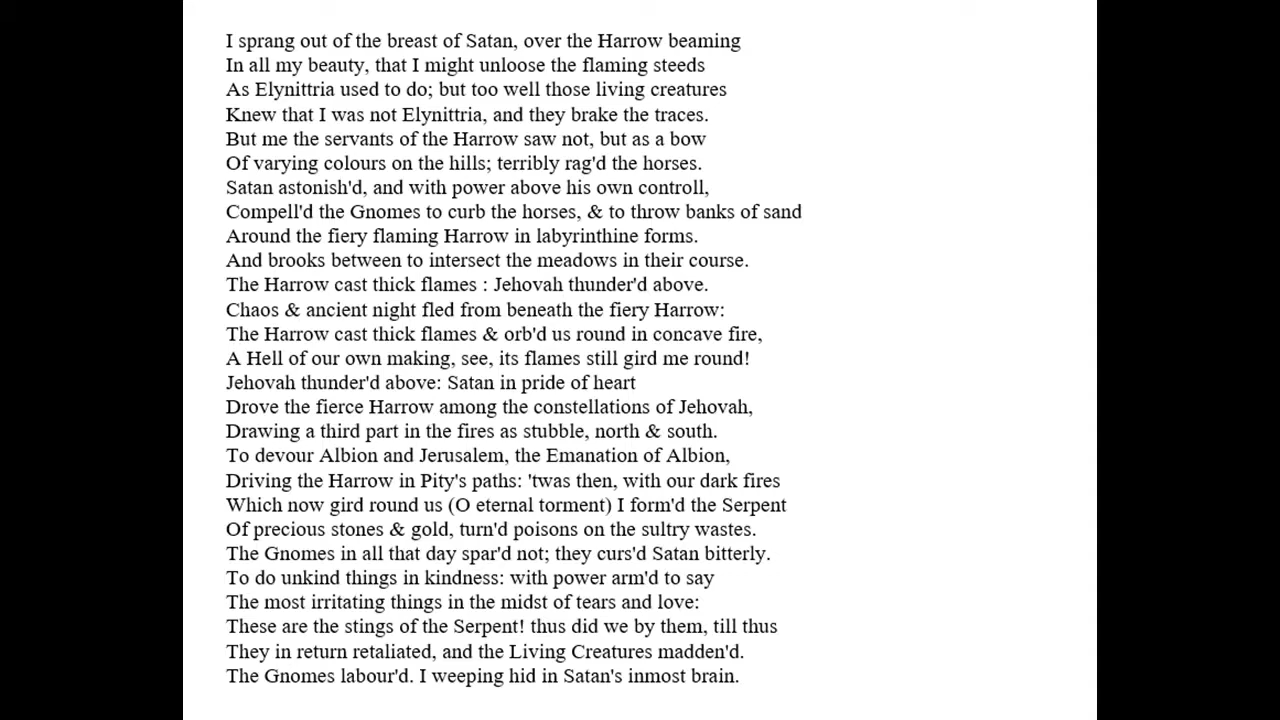 I sprang out of the breast of Satan, over the Harrow beaming
In all my beauty, that I might unloose the flaming steeds
As Elynittria used to do; but too well those living creatures
Knew that I was not Elynittria, and they brake the traces.
But me the servants of the Harrow saw not, but as a bow
Of varying colours on the hills; terribly rag'd the horses.
Satan astonish'd, and with power above his own controll,
Compell'd the Gnomes to curb the horses, & to throw banks of sand
Around the fiery flaming Harrow in labyrinthine forms.
And brooks between to intersect the meadows in their course.
The Harrow cast thick flames : Jehovah thunder'd above.
Chaos & ancient night fled from beneath the fiery Harrow:
The Harrow cast thick flames & orb'd us round in concave fire,
A Hell of our own making, see, its flames still gird me round!
Jehovah thunder'd above: Satan in pride of heart
Drove the fierce Harrow among the constellations of Jehovah,
Drawing a third part in the fires as stubble, north & south.
To devour Albion and Jerusalem, the Emanation of Albion,
Driving the Harrow in Pity's paths: 'twas then, with our dark fires
Which now gird round us (O eternal torment) I form'd the Serpent
Of precious stones & gold, turn'd poisons on the sultry wastes.
The Gnomes in all that day spar'd not; they curs'd Satan bitterly.
To do unkind things in kindness: with power arm'd to say
The most irritating things in the midst of tears and love:
These are the stings of the Serpent! thus did we by them, till thus
They in return retaliated, and the Living Creatures madden'd.
The Gnomes labour'd. I weeping hid in Satan's inmost brain.